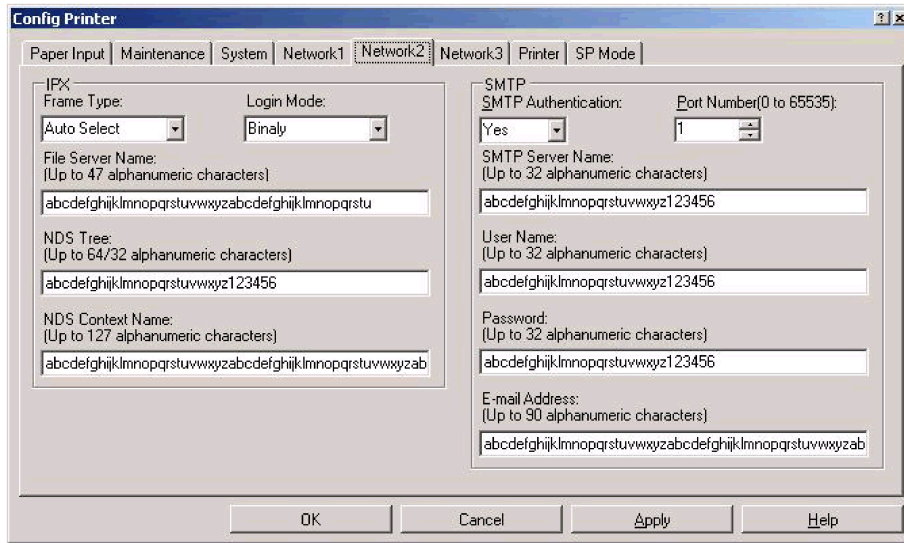 Config Printer
Paper Input Maintenance System Network1 Network2 Network3 Printer SP Mode
IPX
Frame Type: Login Mode:
Auto Select Binaly
File Server Name:
(Up to 47 alphanumeric characters)
abcdefghijklmnopqrstuvwxyzabcdefghijklmnopqrstu
NDS Tree:
(Up to 64/32 alphanumeric characters)
abcdefghijklmnopqrstuvwxyz123456
NDS Context Name:
(Up to 127 alphanumeric characters)
abcdefghijklmnopqrstuvwxyzabcdefghijklmnopqrstuvwxyzab
SMTP
SMTP Authentication: Port Number(0 to 65535):
Yes 1
SMTP Server Name:
(Up to 32 alphanumeric characters)
abcdefghijklmnopqrstuvwxyz123456
User Name:
(Up to 32 alphanumeric characters)
abcdefghijklmnopqrstuvwxyz123456
Password:
(Up to 32 alphanumeric characters)
abcdefghijklmnopqrstuvwxyz123456
E-mail Address:
(Up to 90 alphanumeric characters)
abcdefghijklmnopqrstuvwxyzabcdefghijklmnopqrstuvwxyzab
OK Cancel Apply Help